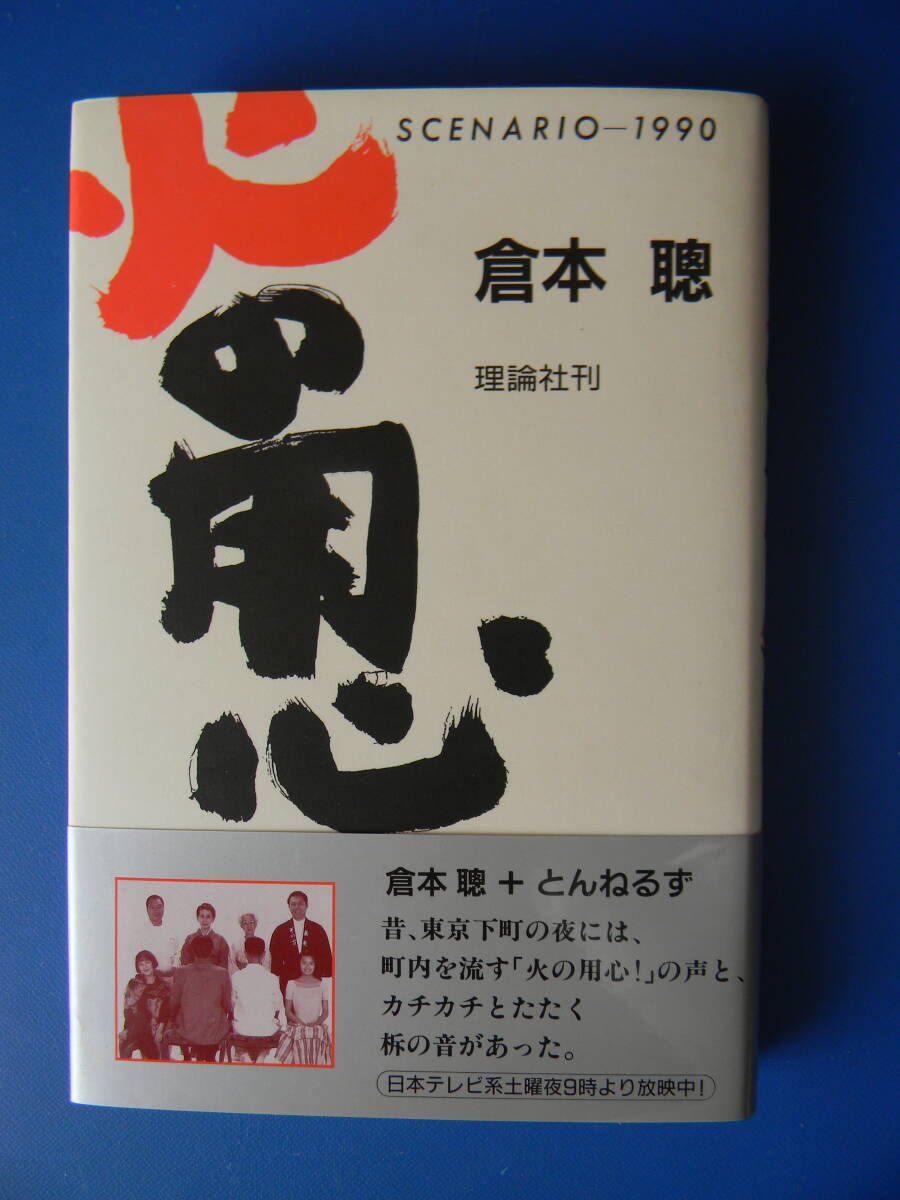 火の用心
SCENARIO—1990
倉本 聰
理論社刊
倉本 聰 + とんねるず
昔、東京下町の夜には、
町内を流す「火の用心!」の声と、
カチカチとたたく
柝の音があった。
日本テレビ系土曜夜9時より放映中!